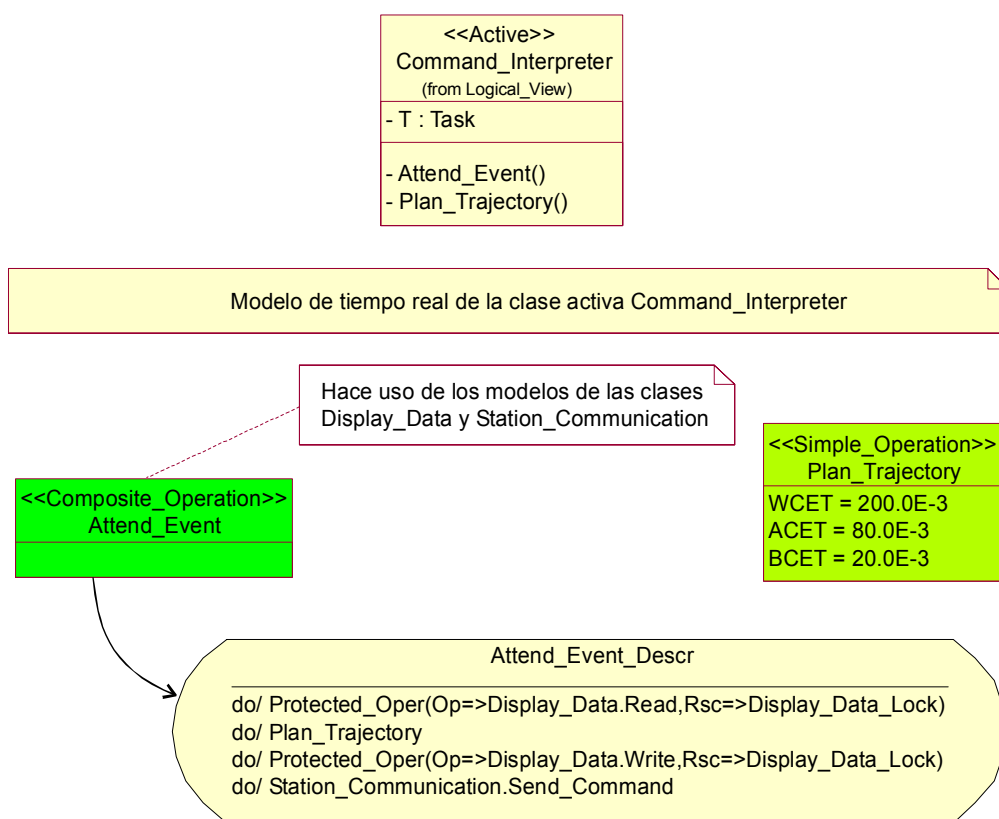 <<Active>>
Command_Interpreter
(from Logical_View)
- T : Task
- Attend_Event()
- Plan_Trajectory()
Modelo de tiempo real de la clase activa Command_Interpreter
Hace uso de los modelos de las clases
Display_Data y Station_Communication
<<Composite_Operation>>
Attend_Event
<<Simple_Operation>>
Plan_Trajectory
WCET = 200.0E-3
ACET = 80.0E-3
BCET = 20.0E-3
Attend_Event_Descr
do/ Protected_Oper(Op=>Display_Data.Read,Rsc=>Display_Data_Lock)
do/ Plan_Trajectory
do/ Protected_Oper(Op=>Display_Data.Write,Rsc=>Display_Data_Lock)
do/ Station_Communication.Send_Command